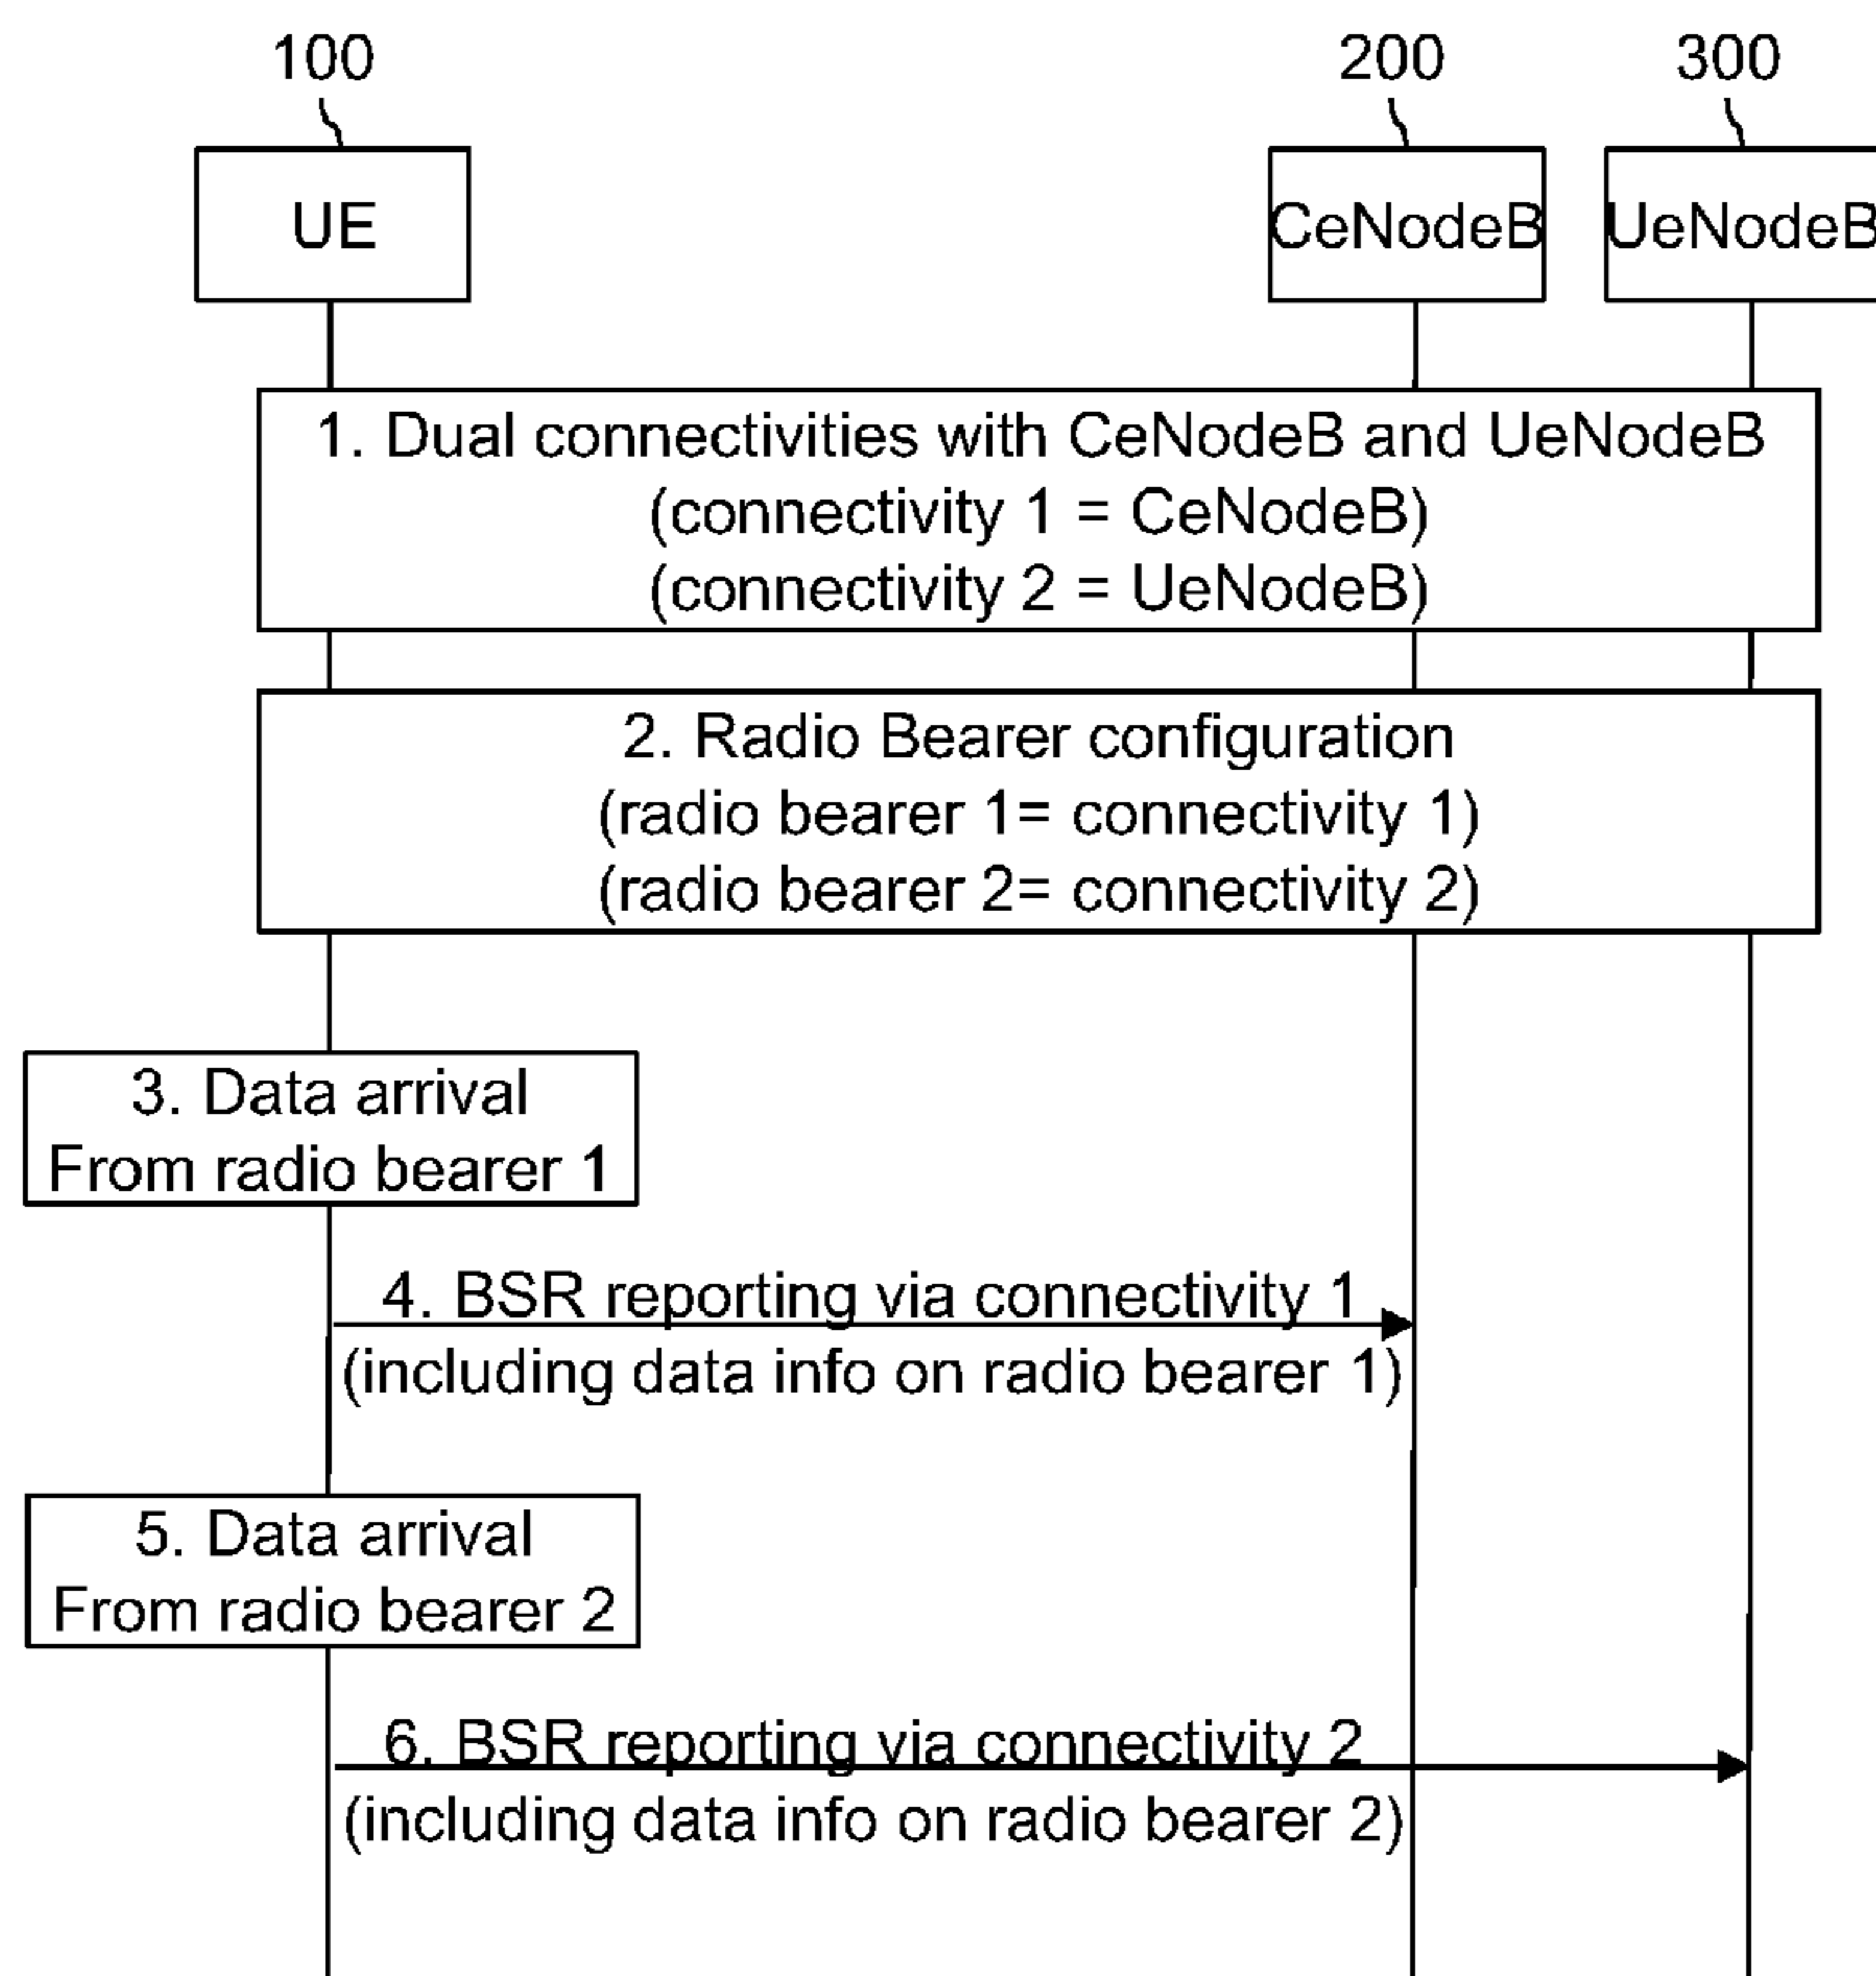 100
200
300
UE
CeNodeB
UeNodeB
1. Dual connectivities with CeNodeB and UeNodeB
(connectivity 1 = CeNodeB)
(connectivity 2 = UeNodeB)
2. Radio Bearer configuration
(radio bearer 1= connectivity 1)
(radio bearer 2= connectivity 2)
3. Data arrival
From radio bearer 1
4. BSR reporting via connectivity 1
(including data info on radio bearer 1)
5. Data arrival
From radio bearer 2
6. BSR reporting via connectivity 2
(including data info on radio bearer 2)